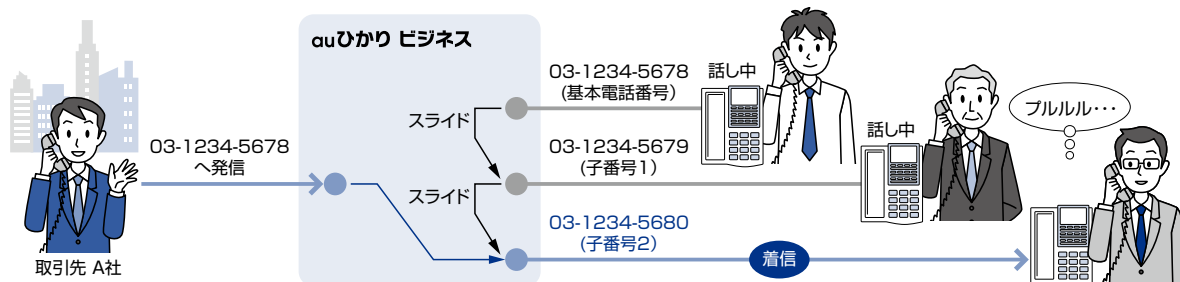 auひかり ビジネス
03-1234-5678
(基本電話番号)
話し中
スライド
03-1234-5678
へ発信
03-1234-5679
(子番号1)
話し中
プルルル・・・
スライド
03-1234-5680
(子番号2)
着信
取引先 A社